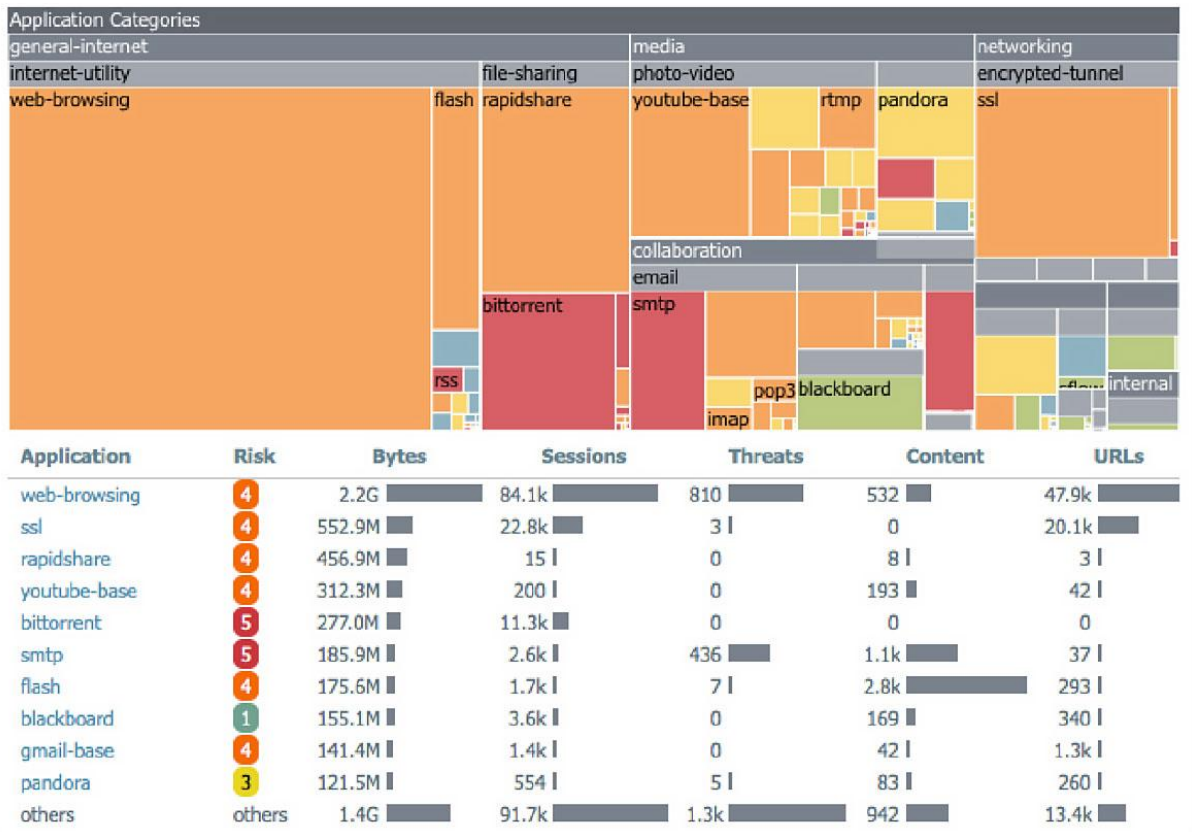 Application Categories
general-internet media networking
internet-utility file-sharing photo-video encrypted-tunnel
web-browsing flash rapidshare youtube-base rtmp pandora ssl
collaboration
email
bittorrent smtp
rss pop3 blackboard internal
imap
Application Risk Bytes Sessions Threats Content URLs
web-browsing 4 2.2G 84.1k 810 532 47.9k
ssl 4 552.9M 22.8k 3 0 20.1k
rapidshare 4 456.9M 15 0 8 3
youtube-base 4 312.3M 200 0 193 42
bittorrent 5 277.0M 11.3k 0 0 0
smtp 5 185.9M 2.6k 436 1.1k 37
flash 4 175.6M 1.7k 7 2.8k 293
blackboard 1 155.1M 3.6k 0 169 340
gmail-base 4 141.4M 1.4k 0 42 1.3k
pandora 3 121.5M 554 5 83 260
others others 1.4G 91.7k 1.3k 942 13.4k